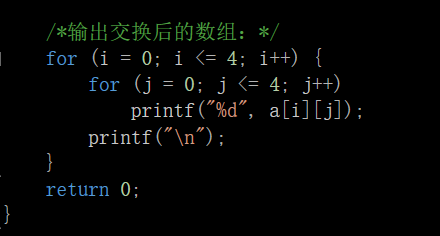 /*输出交换后的数组：*/
for (i = 0; i <= 4; i++) {
for (j = 0; j <= 4; j++)
printf("%d", a[i][j]);
printf("\n");
}
return 0;
}